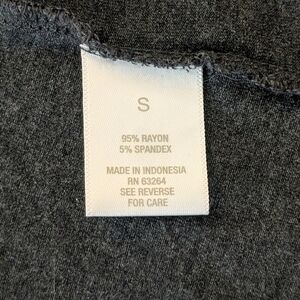 S
95% RAYON
5% SPANDEX
MADE IN INDONESIA
RN 63264
SEE REVERSE
FOR CARE